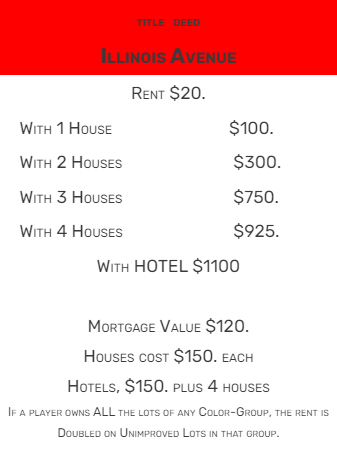 TITLE DEED
ILLINOIS AVENUE
RENT $20.
WITH 1 HOUSE $100.
WITH 2 HOUSES $300.
WITH 3 HOUSES $750.
WITH 4 HOUSES $925.
WITH HOTEL $1100
MORTGAGE VALUE $120.
HOUSES COST $150. EACH
HOTELS, $150. PLUS 4 HOUSES
IF A PLAYER OWNS ALL THE LOTS OF ANY COLOR-GROUP, THE RENT IS
DOUBLED ON UNIMPROVED LOTS IN THAT GROUP.